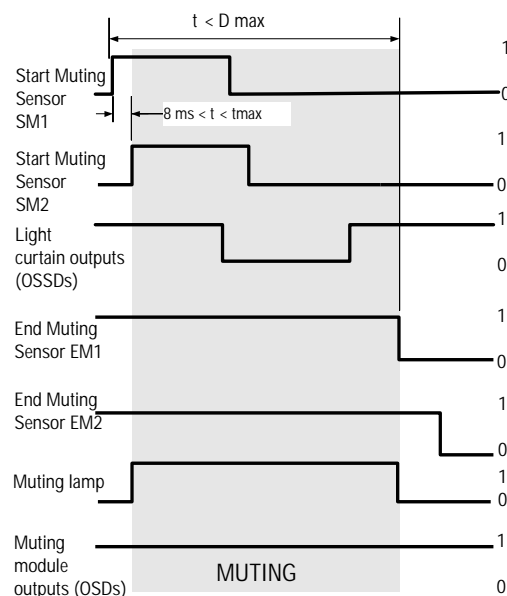 t < D max
1
Start Muting
Sensor
SM1
0
8 ms < t < tmax
1
Start Muting
Sensor
SM2
0
1
Light
curtain outputs
(OSSDs)
0
1
End Muting
Sensor EM1
0
End Muting
Sensor EM2
1
0
Muting lamp
1
0
Muting
module
outputs (OSDs)
1
MUTING
0